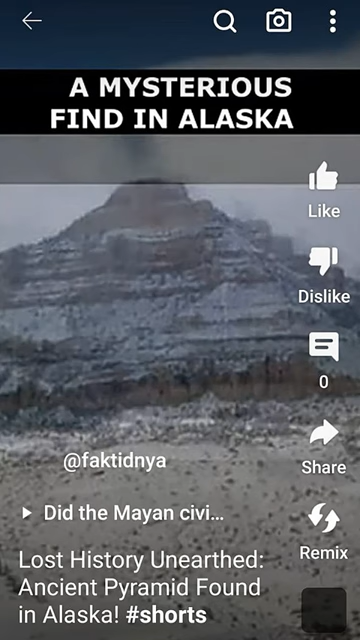 A MYSTERIOUS
FIND IN ALASKA
Like
Dislike
0
Share
Remix
@faktidnya
Did the Mayan civi...
Lost History Unearthed:
Ancient Pyramid Found
in Alaska! #shorts